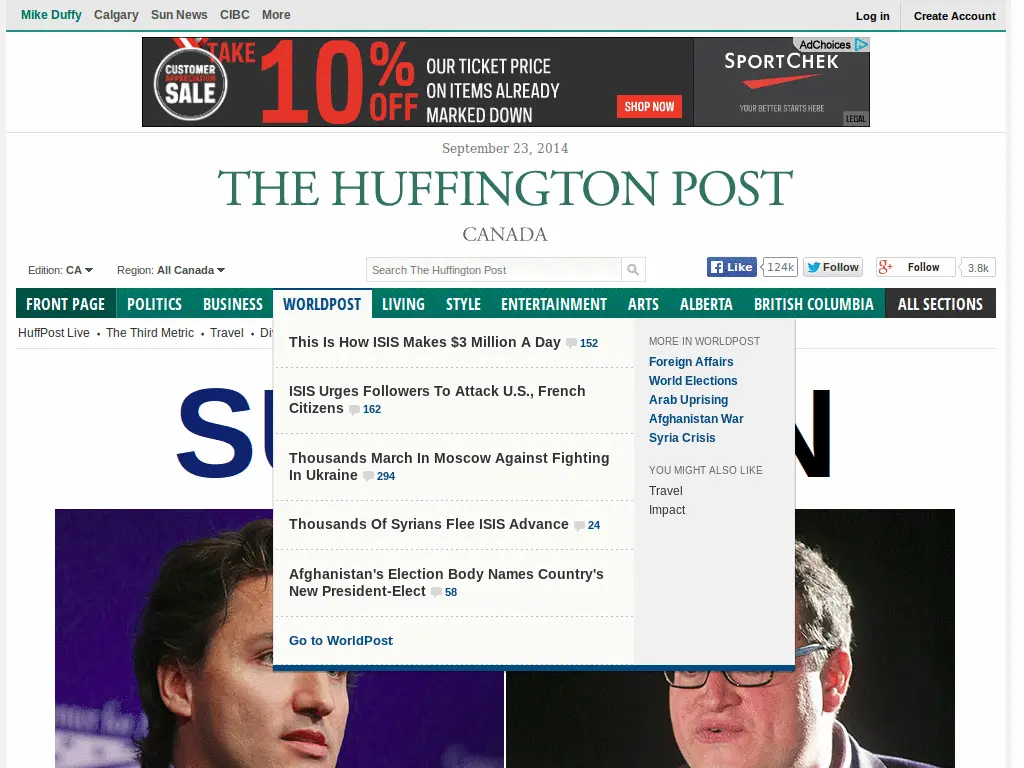 Mike Duffy Calgary Sun News CIBC More
Log in Create Account
CUSTOMER
APPRECIATION
SALE
TAKE
10%
OFF
OUR TICKET PRICE
ON ITEMS ALREADY
MARKED DOWN
SHOP NOW
AdChoices
SPORTCHEK
YOUR BETTER STARTS HERE
LEGAL
September 23, 2014
THE HUFFINGTON POST
CANADA
Edition: CA Region: All Canada
Search The Huffington Post
Like 124k Follow Follow 3.8k
FRONT PAGE POLITICS BUSINESS WORLDPOST LIVING STYLE ENTERTAINMENT ARTS ALBERTA BRITISH COLUMBIA ALL SECTIONS
HuffPost Live • The Third Metric • Travel •
This Is How ISIS Makes $3 Million A Day 152
ISIS Urges Followers To Attack U.S., French
Citizens 162
Thousands March In Moscow Against Fighting
In Ukraine 294
Thousands Of Syrians Flee ISIS Advance 24
Afghanistan's Election Body Names Country's
New President-Elect 58
Go to WorldPost
MORE IN WORLDPOST
Foreign Affairs
World Elections
Arab Uprising
Afghanistan War
Syria Crisis
YOU MIGHT ALSO LIKE
Travel
Impact